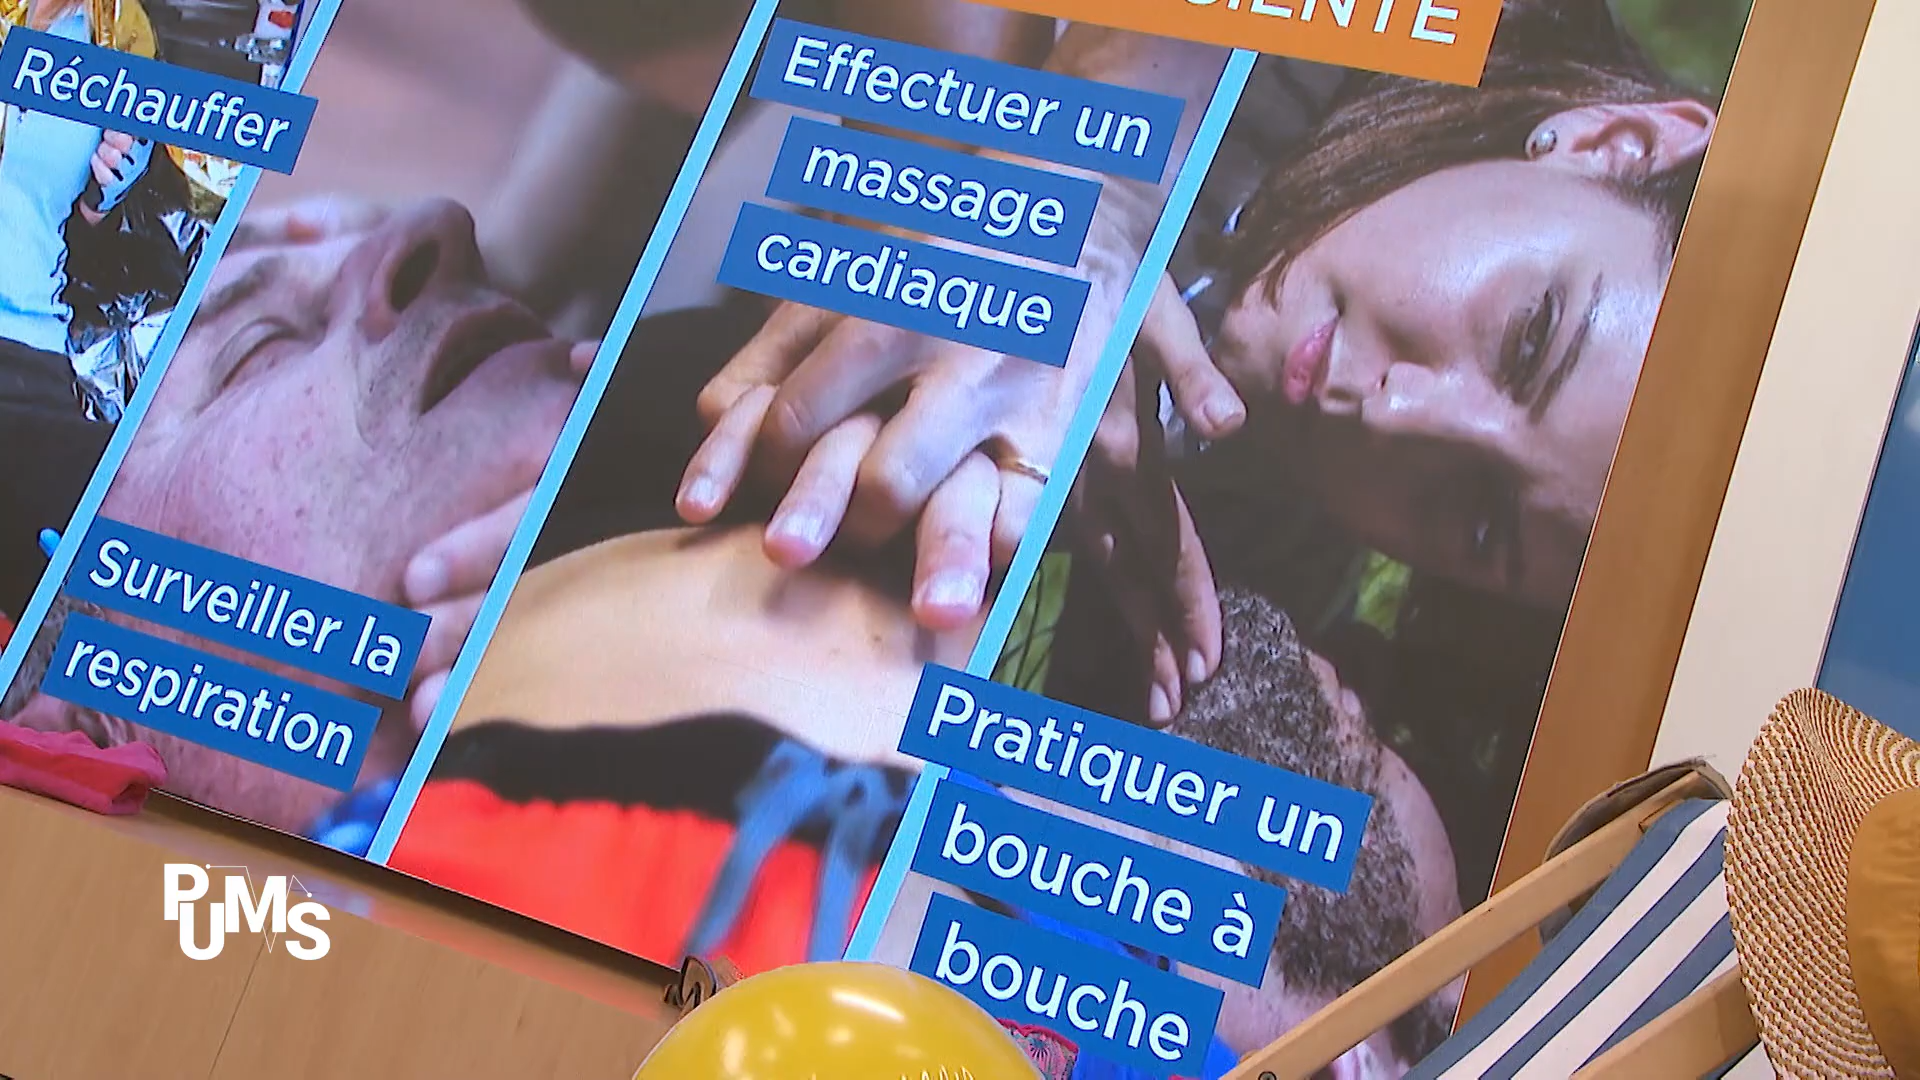 Réchauffer
Surveiller la
respiration
Effectuer un
massage
cardiaque
Pratiquer un
bouche à
bouche
PUMS